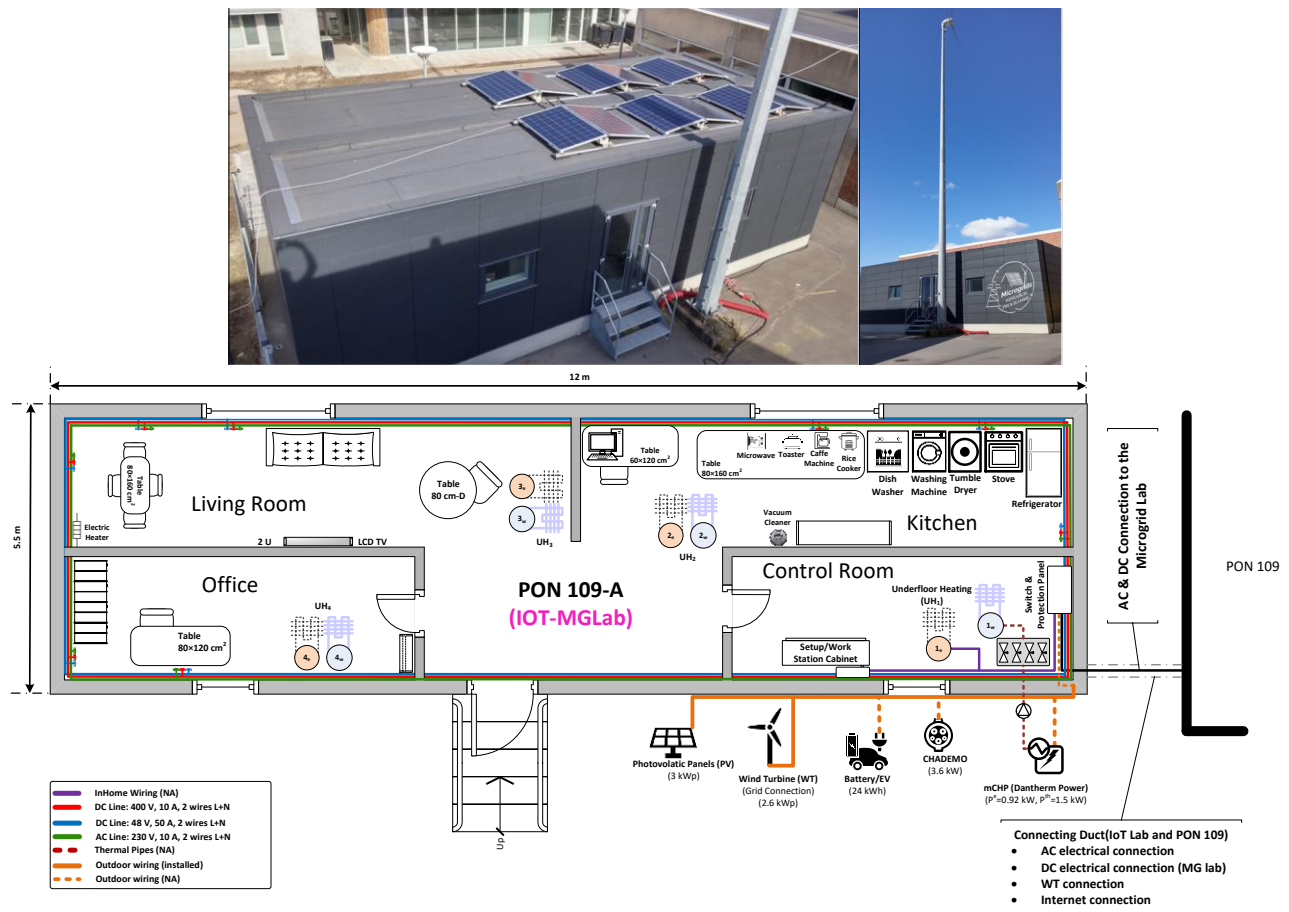 Microgrids
12 m
5.5 m
Table
80×160 cm²
Living Room
Electric
Heater
2 U
LCD TV
Table
80 cm-D
3e
3w
UH3
Table
60×120 cm²
Table
80×160 cm²
Microwave
Toaster
Caffe
Machine
Rice
Cooker
Dish
Washer
Washing
Machine
Tumble
Dryer
Stove
Refrigerator
Vacuum
Cleaner
Kitchen
2e
2w
UH2
Office
UH4
Table
80×120 cm²
4e
4w
PON 109-A
(IOT-MGLab)
Control Room
Underfloor Heating
(UH1)
1w
1e
Switch &
Protection Panel
Setup/Work
Station Cabinet
AC & DC Connection to the
Microgrid Lab
PON 109
Up
Photovolatic Panels (PV)
(3 kWp)
Wind Turbine (WT)
(Grid Connection)
(2.6 kWp)
Battery/EV
(24 kWh)
CHADEMO
(3.6 kW)
mCHP (Dantherm Power)
(Pe=0.92 kW, Pth=1.5 kW)
InHome Wiring (NA)
DC Line: 400 V, 10 A, 2 wires L+N
DC Line: 48 V, 50 A, 2 wires L+N
AC Line: 230 V, 10 A, 2 wires L+N
Thermal Pipes (NA)
Outdoor wiring (installed)
Outdoor wiring (NA)
Connecting Duct(IoT Lab and PON 109)
• AC electrical connection
• DC electrical connection (MG lab)
• WT connection
• Internet connection